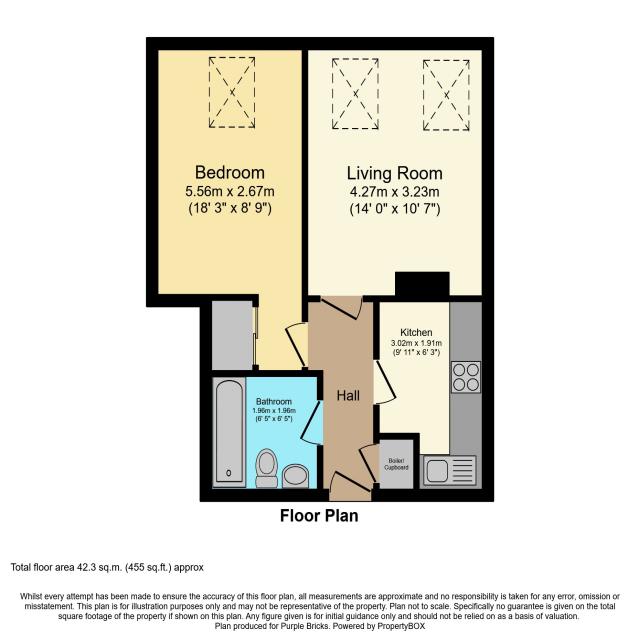 Bedroom
5.56m x 2.67m
(18' 3" x 8' 9")
Living Room
4.27m x 3.23m
(14' 0" x 10' 7")
Kitchen
3.02m x 1.91m
(9' 11" x 6' 3")
Hall
Bathroom
1.96m x 1.96m
(6' 5" x 6' 5")
Boiler/
Cupboard
Floor Plan
Total floor area 42.3 sq.m. (455 sq.ft.) approx
Whilst every attempt has been made to ensure the accuracy of this floor plan, all measurements are approximate and no responsibility is taken for any error, omission or
misstatement. This plan is for illustration purposes only and may not be representative of the property. Plan not to scale. Specifically no guarantee is given on the total
square footage of the property if shown on this plan. Any figure given is for initial guidance only and should not be relied on as a basis of valuation.
Plan produced for Purple Bricks. Powered by PropertyBOX